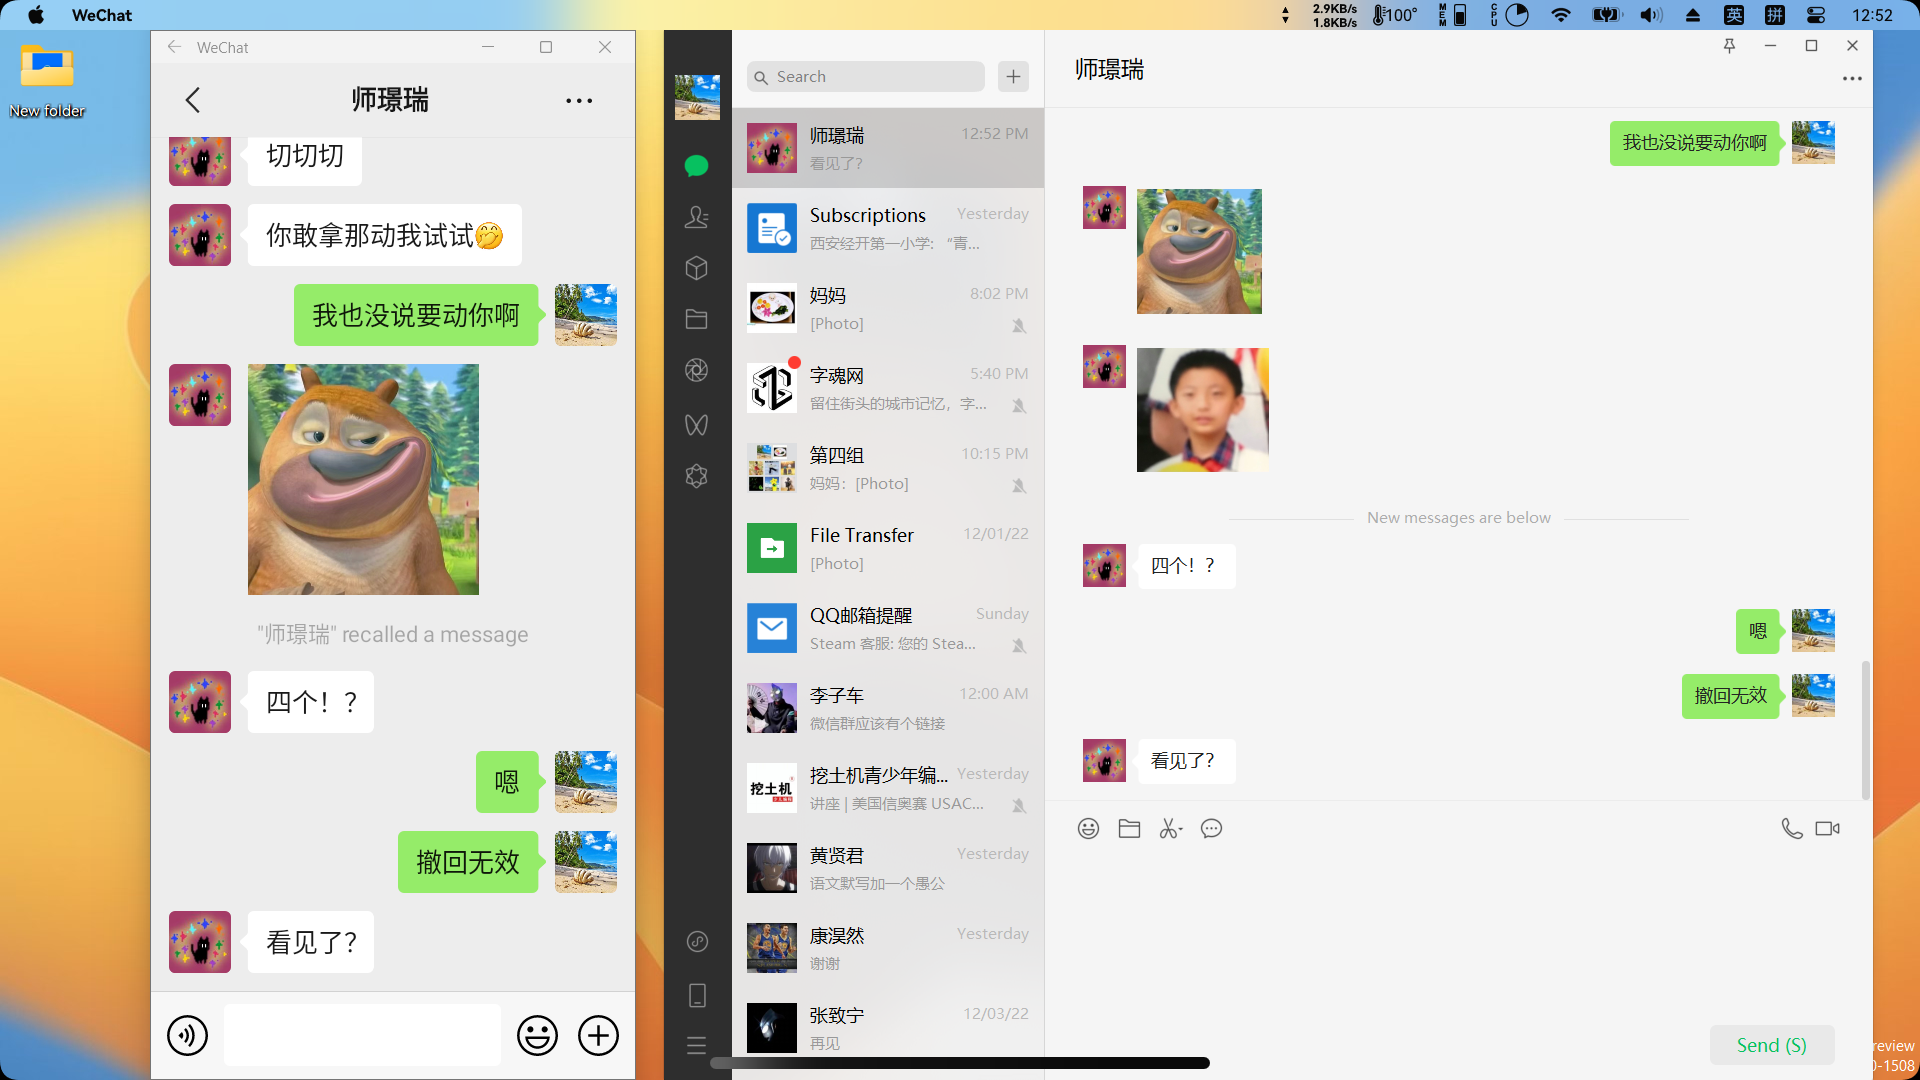 WeChat
2.9KB/s
1.8KB/s
100°
MEM
CPU
英
拼
12:52
New folder
WeChat
师璟瑞
切切切
你敢拿那动我试试🤭
我也没说要动你啊
"师璟瑞" recalled a message
四个！？
嗯
撤回无效
看见了？
Search
师璟瑞
12:52 PM
看见了?
Subscriptions
Yesterday
西安经开第一小学: “青...
妈妈
8:02 PM
[Photo]
字魂网
5:40 PM
留住街头的城市记忆，字...
第四组
10:15 PM
妈妈：[Photo]
File Transfer
12/01/22
[Photo]
QQ邮箱提醒
Sunday
Steam 客服: 您的 Stea...
李子车
12:00 AM
微信群应该有个链接
挖土机
挖土机青少年编...
Yesterday
讲座 | 美国信奥赛 USAC...
黄贤君
Yesterday
语文默写加一个愚公
康淏然
Yesterday
谢谢
张致宁
12/03/22
再见
师璟瑞
我也没说要动你啊
New messages are below
四个！？
嗯
撤回无效
看见了？
Send (S)
review
0-1508